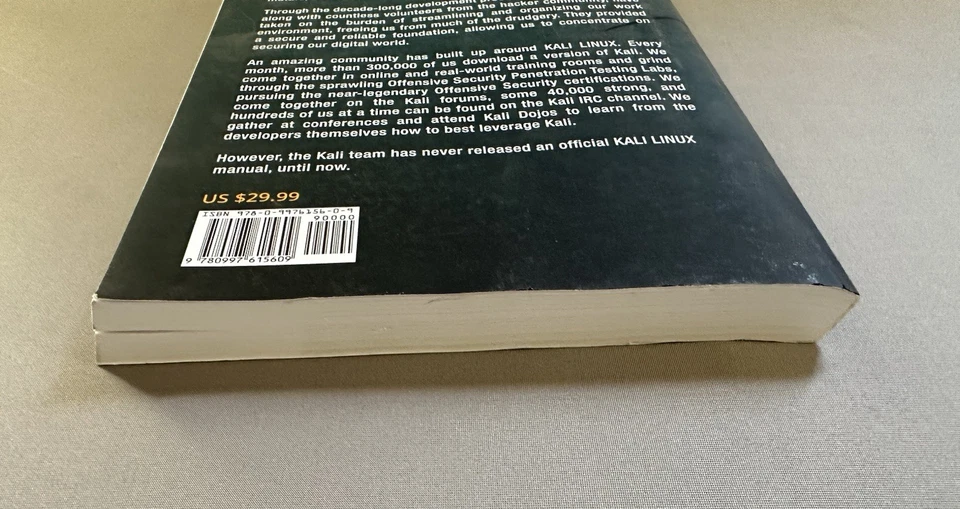 Through the decade-long development the hacker community, have
along with countless volunteers from
taken on the burden of streamlining and organizing our work
environment, freeing us from much of the drudgery. They provided
a secure and reliable foundation, allowing us to concentrate on
securing our digital world.
An amazing community has built up around KALI LINUX. Every
month, more than 300,000 of us download a version of Kali. We
come together in online and real-world training rooms and grind
through the sprawling Offensive Security Penetration Testing Labs,
pursuing the near-legendary Offensive Security certifications. We
come together on the Kali forums, some 40,000 strong, and
hundreds of us at a time can be found on the Kali IRC channel. We
gather at conferences and attend Kali Dojos to learn from the
developers themselves how to best leverage Kali.
However, the Kali team has never released an official KALI LINUX
manual, until now.
US $29.99
ISBN 978-0-9976156-0-9
90000
9 780997 615609